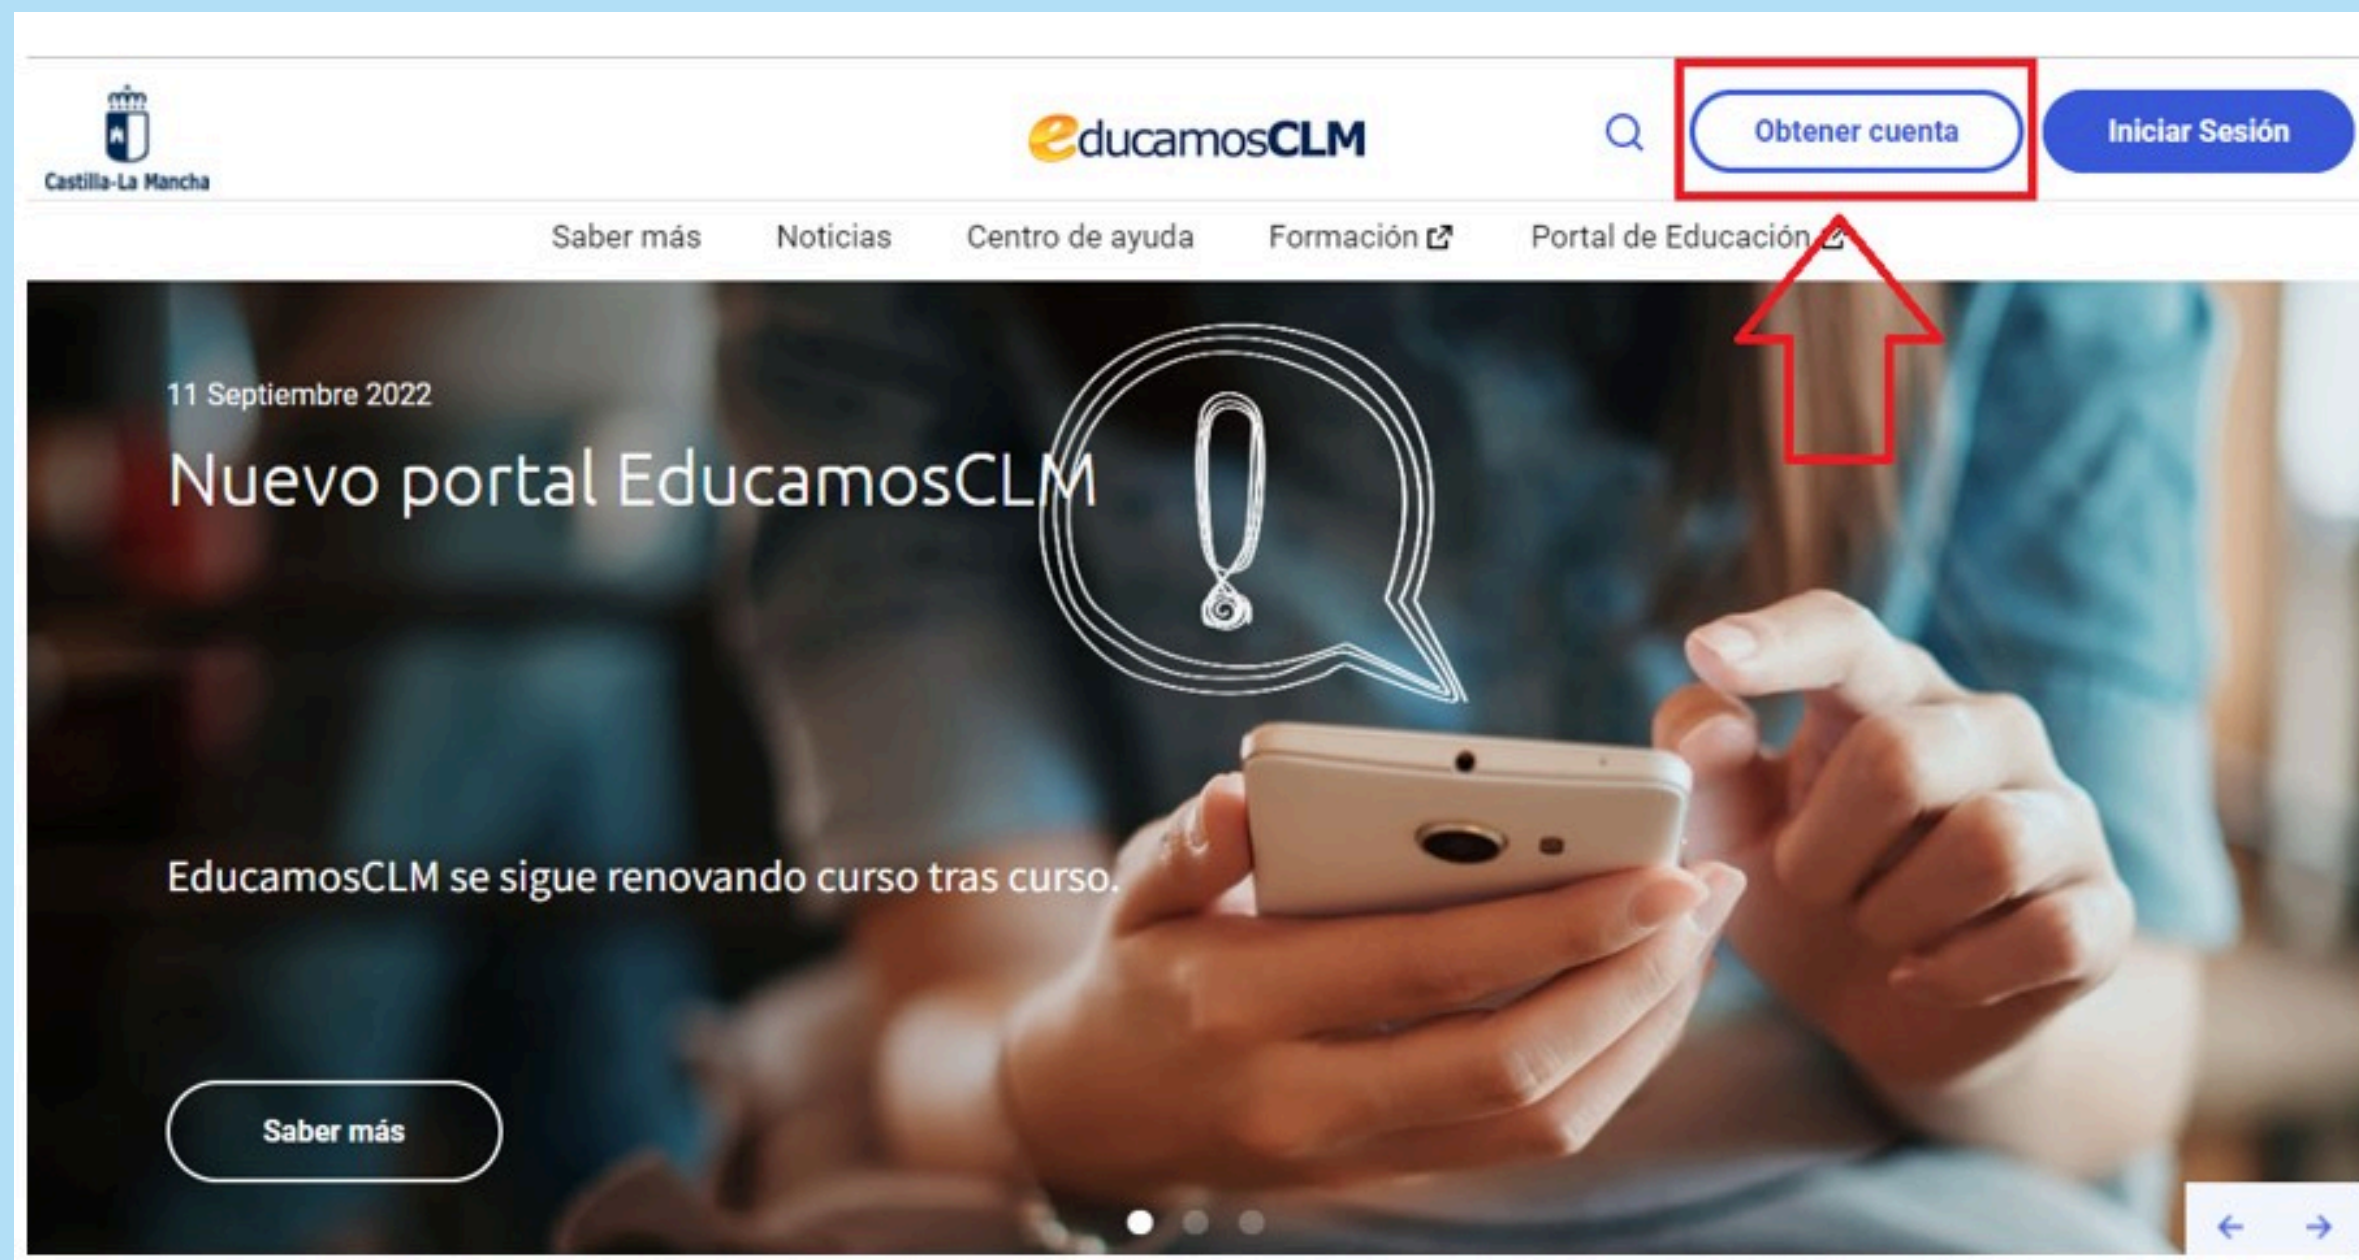 Castilla-La Mancha
educamosCLM
Obtener cuenta
Iniciar Sesión
Saber más
Noticias
Centro de ayuda
Formación
Portal de Educación
11 Septiembre 2022
Nuevo portal EducamosCLM
EducamosCLM se sigue renovando curso tras curso.
Saber más